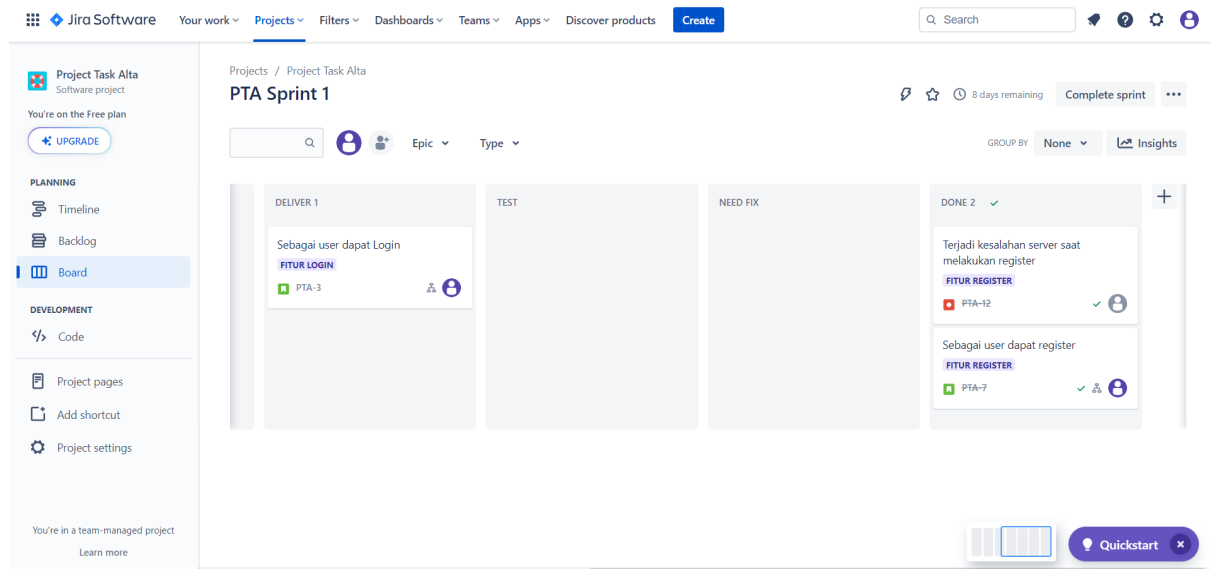 Jira Software Your work Projects Filters Dashboards Teams Apps Discover products Create Search
Project Task Alta
Software project
You're on the Free plan
UPGRADE
PLANNING
Timeline
Backlog
Board
DEVELOPMENT
Code
Project pages
Add shortcut
Project settings
You're in a team-managed project
Learn more
Projects / Project Task Alta
PTA Sprint 1
8 days remaining Complete sprint
Epic Type
GROUP BY None Insights
DELIVER 1
Sebagai user dapat Login
FITUR LOGIN
PTA-3
TEST
NEED FIX
DONE 2
Terjadi kesalahan server saat
melakukan register
FITUR REGISTER
PTA-12
Sebagai user dapat register
FITUR REGISTER
PTA-7
Quickstart